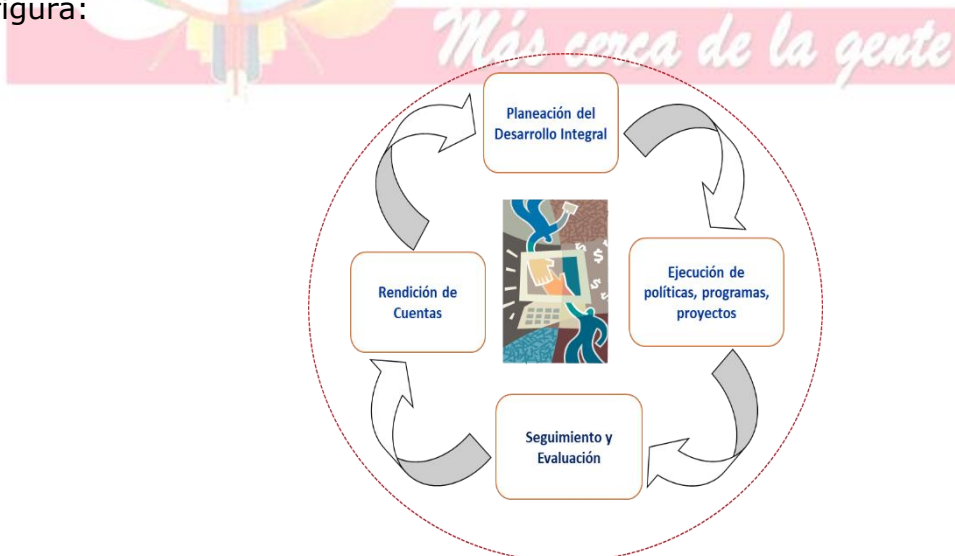 figura:
Más cerca de la gente
Planeación del
Desarrollo Integral
Rendición de
Cuentas
Ejecución de
políticas, programas,
proyectos
Seguimiento y
Evaluación